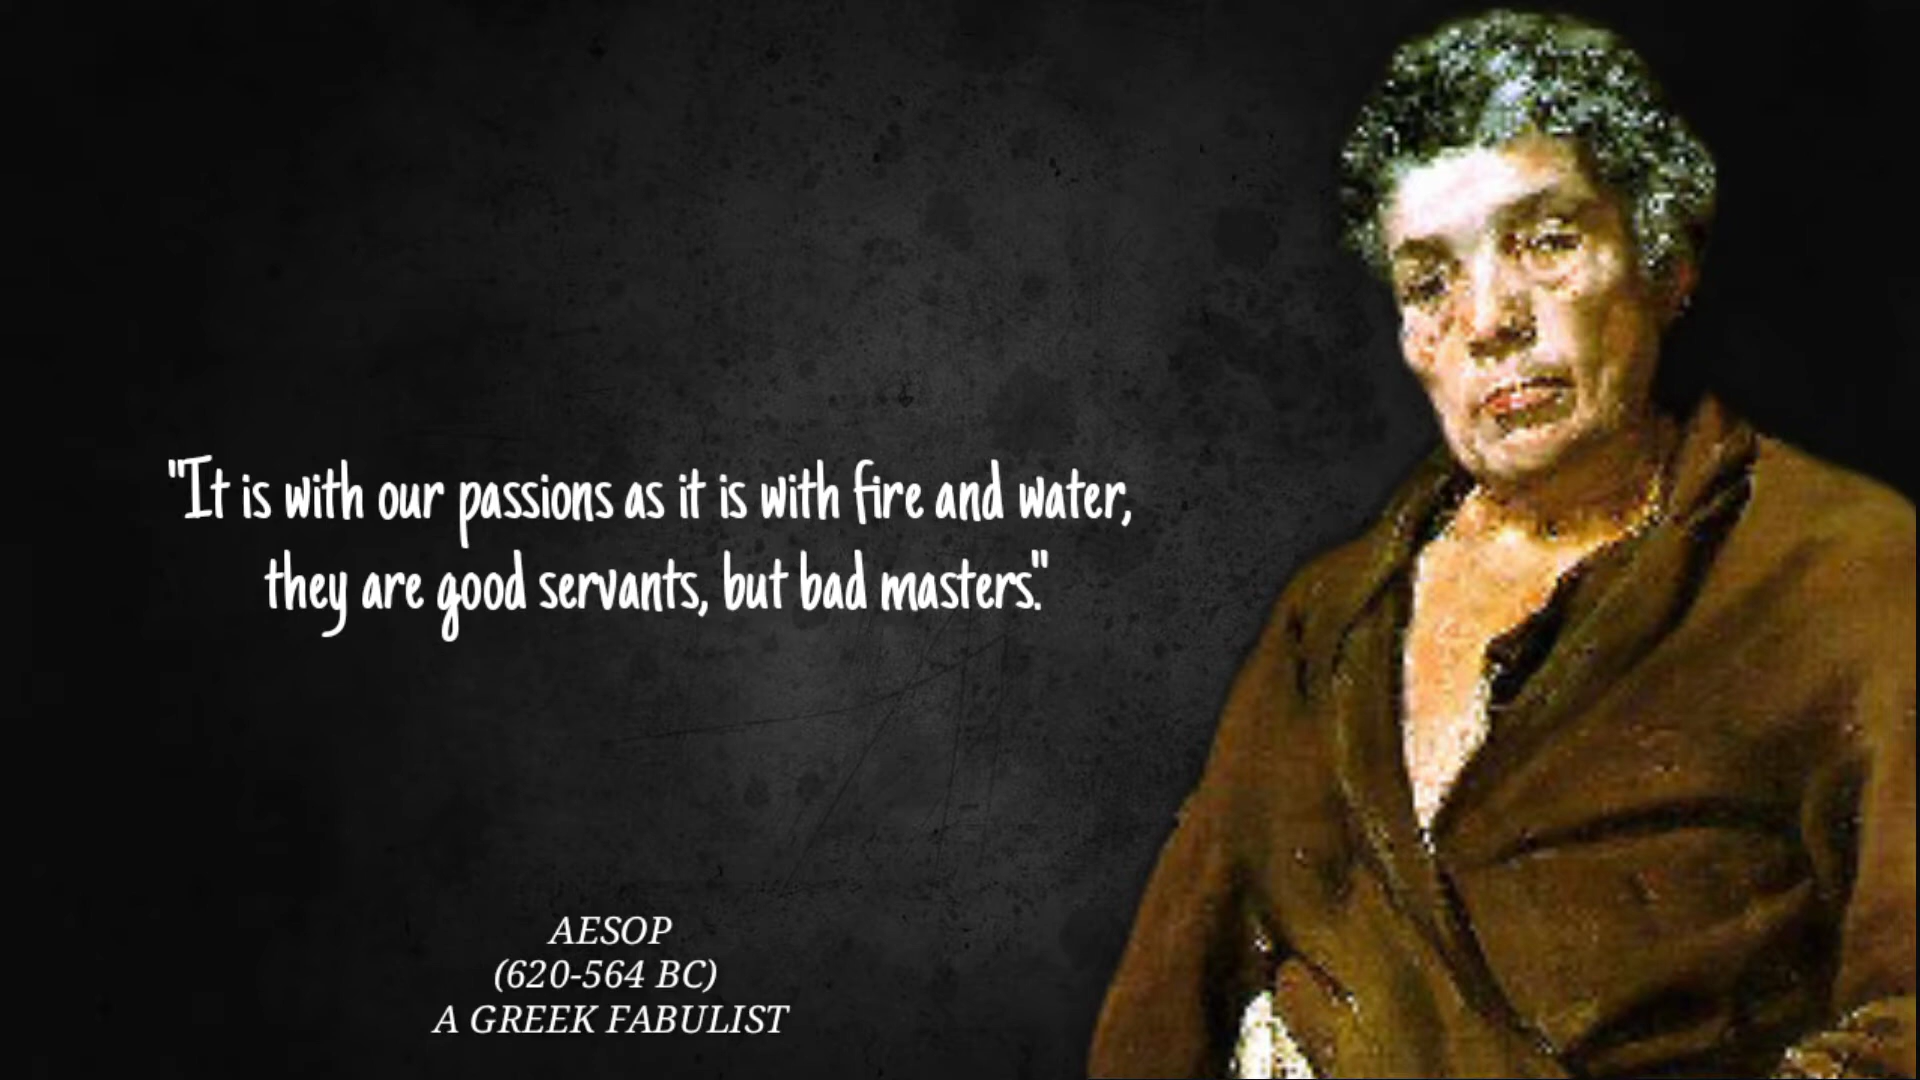 "It is with our passions as it is with fire and water,
they are good servants, but bad masters."
AESOP
(620-564 BC)
A GREEK FABULIST